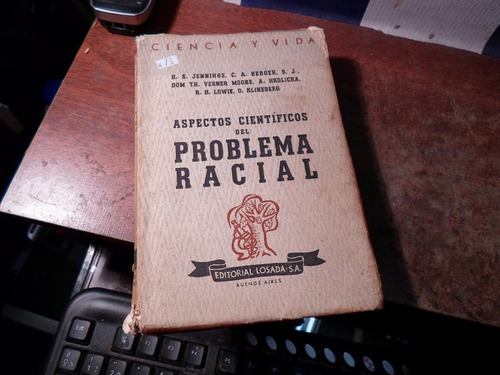 CIENCIA Y VIDA
H. S. JENNINGS, C. A. BERGER, S. J.,
DOM TH. VERNER MOORE, A. HRDLICKA,
R. H. LOWIE, O. KLINEBERG
ASPECTOS CIENTÍFICOS
DEL
PROBLEMA
RACIAL
EDITORIAL LOSADA·S.A.
BUENOS AIRES